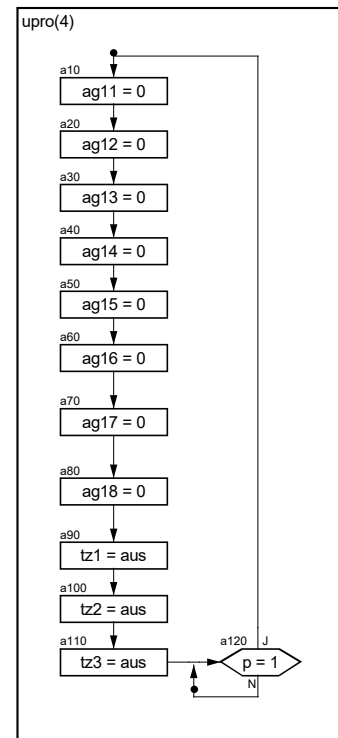 upro(4)
a10
ag11 = 0
a20
ag12 = 0
a30
ag13 = 0
a40
ag14 = 0
a50
ag15 = 0
a60
ag16 = 0
a70
ag17 = 0
a80
ag18 = 0
a90
tz1 = aus
a100
tz2 = aus
a110
tz3 = aus
a120 J
p = 1
N